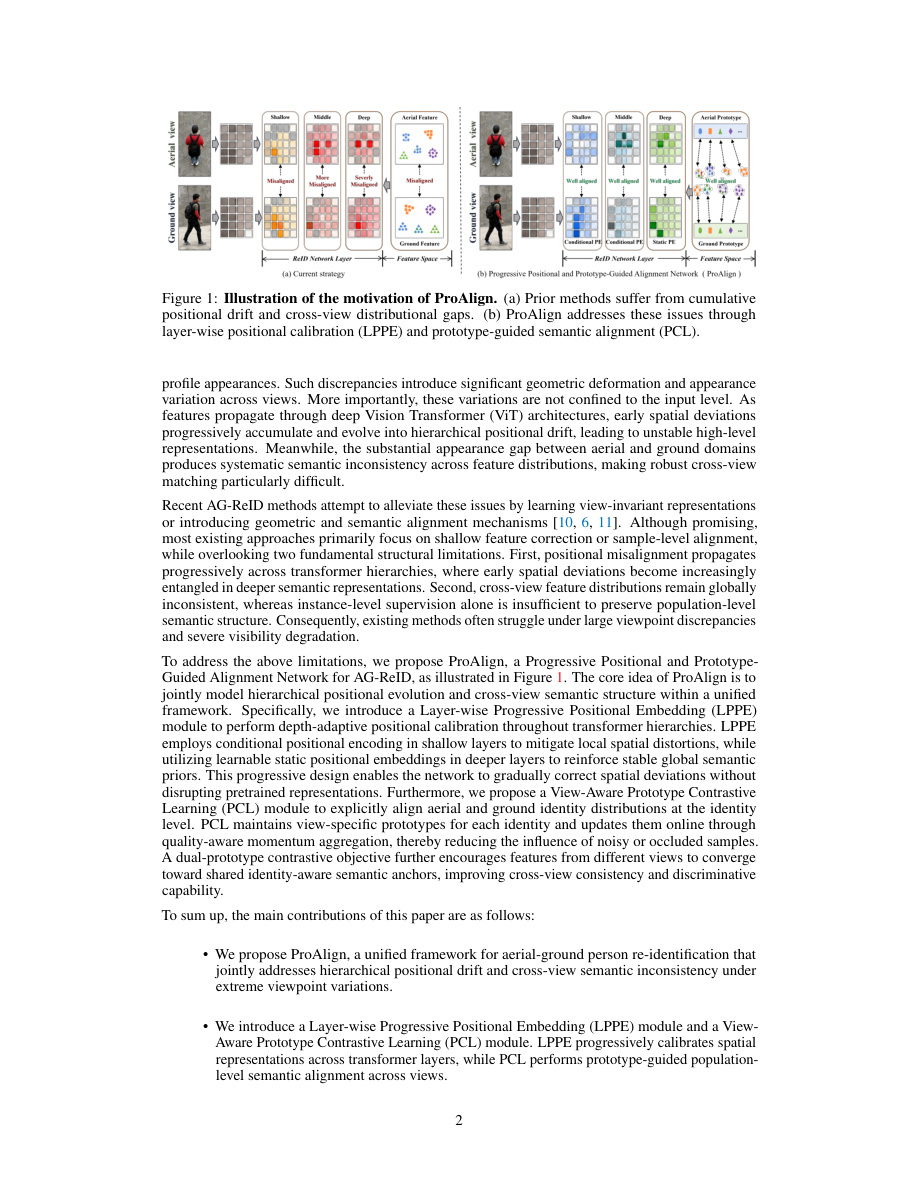 Aerial view
Ground view
Shallow
Middle
Deep
Aerial Feature
Misaligned
More
Misaligned
Severly
Misaligned
Misaligned
Ground Feature
ReID Network Layer
Feature Space
(a) Current strategy
Aerial view
Ground view
Shallow
Middle
Deep
Aerial Prototype
Well aligned
Well aligned
Well aligned
Well aligned
Conditional PE
Conditional PE
Static PE
Ground Prototype
ReID Network Layer
Feature Space
(b) Progressive Positional and Prototype-Guided Alignment Network ( ProAlign )
Figure 1: Illustration of the motivation of ProAlign. (a) Prior methods suffer from cumulative
positional drift and cross-view distributional gaps. (b) ProAlign addresses these issues through
layer-wise positional calibration (LPPE) and prototype-guided semantic alignment (PCL).
profile appearances. Such discrepancies introduce significant geometric deformation and appearance
variation across views. More importantly, these variations are not confined to the input level. As
features propagate through deep Vision Transformer (ViT) architectures, early spatial deviations
progressively accumulate and evolve into hierarchical positional drift, leading to unstable high-level
representations. Meanwhile, the substantial appearance gap between aerial and ground domains
produces systematic semantic inconsistency across feature distributions, making robust cross-view
matching particularly difficult.
Recent AG-ReID methods attempt to alleviate these issues by learning view-invariant representations
or introducing geometric and semantic alignment mechanisms [10, 6, 11]. Although promising,
most existing approaches primarily focus on shallow feature correction or sample-level alignment,
while overlooking two fundamental structural limitations. First, positional misalignment propagates
progressively across transformer hierarchies, where early spatial deviations become increasingly
entangled in deeper semantic representations. Second, cross-view feature distributions remain globally
inconsistent, whereas instance-level supervision alone is insufficient to preserve population-level
semantic structure. Consequently, existing methods often struggle under large viewpoint discrepancies
and severe visibility degradation.
To address the above limitations, we propose ProAlign, a Progressive Positional and Prototype-
Guided Alignment Network for AG-ReID, as illustrated in Figure 1. The core idea of ProAlign is to
jointly model hierarchical positional evolution and cross-view semantic structure within a unified
framework. Specifically, we introduce a Layer-wise Progressive Positional Embedding (LPPE)
module to perform depth-adaptive positional calibration throughout transformer hierarchies. LPPE
employs conditional positional encoding in shallow layers to mitigate local spatial distortions, while
utilizing learnable static positional embeddings in deeper layers to reinforce stable global semantic
priors. This progressive design enables the network to gradually correct spatial deviations without
disrupting pretrained representations. Furthermore, we propose a View-Aware Prototype Contrastive
Learning (PCL) module to explicitly align aerial and ground identity distributions at the identity
level. PCL maintains view-specific prototypes for each identity and updates them online through
quality-aware momentum aggregation, thereby reducing the influence of noisy or occluded samples.
A dual-prototype contrastive objective further encourages features from different views to converge
toward shared identity-aware semantic anchors, improving cross-view consistency and discriminative
capability.
To sum up, the main contributions of this paper are as follows:
• We propose ProAlign, a unified framework for aerial-ground person re-identification that
jointly addresses hierarchical positional drift and cross-view semantic inconsistency under
extreme viewpoint variations.
• We introduce a Layer-wise Progressive Positional Embedding (LPPE) module and a View-
Aware Prototype Contrastive Learning (PCL) module. LPPE progressively calibrates spatial
representations across transformer layers, while PCL performs prototype-guided population-
level semantic alignment across views.
2